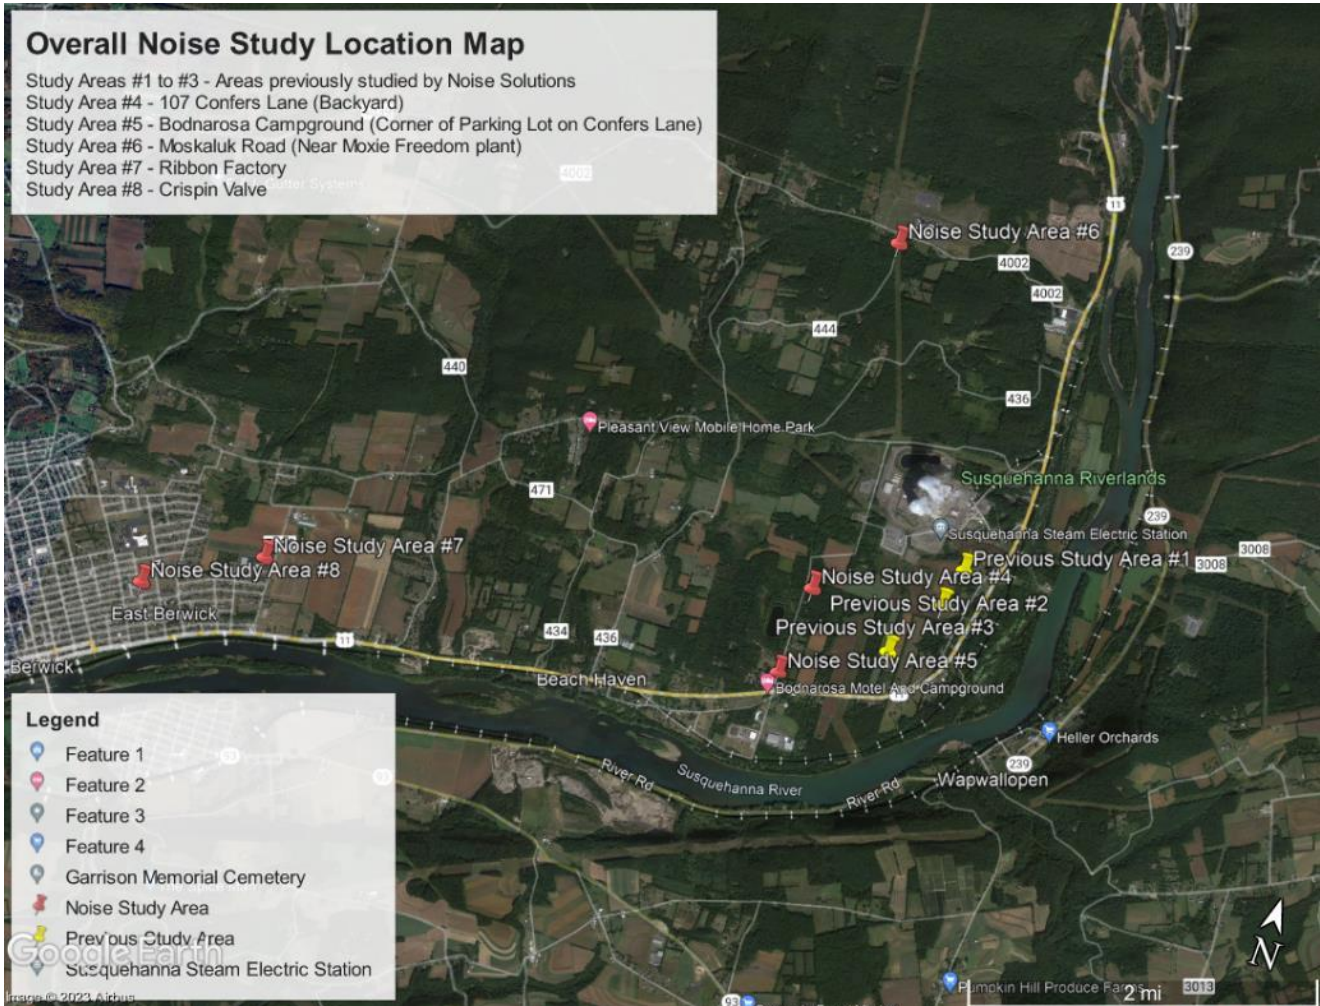 Overall Noise Study Location Map
Study Areas #1 to #3 - Areas previously studied by Noise Solutions
Study Area #4 - 107 Confers Lane (Backyard)
Study Area #5 - Bodnarosa Campground (Corner of Parking Lot on Confers Lane)
Study Area #6 - Moskaluk Road (Near Moxie Freedom plant)
Study Area #7 - Ribbon Factory
Study Area #8 - Crispin Valve
Gutter Systems
4002
11
Noise Study Area #6
239
4002
4002
444
440
436
Pleasant View Mobile Home Park
Susquehanna Riverlands
471
239
Susquehanna Steam Electric Station
Noise Study Area #7
3008
Previous Study Area #1
3008
Noise Study Area #8
Noise Study Area #4
Previous Study Area #2
East Berwick
Previous Study Area #3
434
436
11
Noise Study Area #5
Berwick
Beach Haven
Bodnarosa Motel And Campground
11
Heller Orchards
239
Wapwallopen
River Rd
Susquehanna River
River Rd
93
93
Legend
Feature 1
Feature 2
Feature 3
Feature 4
Garrison Memorial Cemetery
Noise Study Area
Previous Study Area
Susquehanna Steam Electric Station
Google Earth
Image © 2023 Airbus
N
Pumpkin Hill Produce Farms
2 mi
3013
93